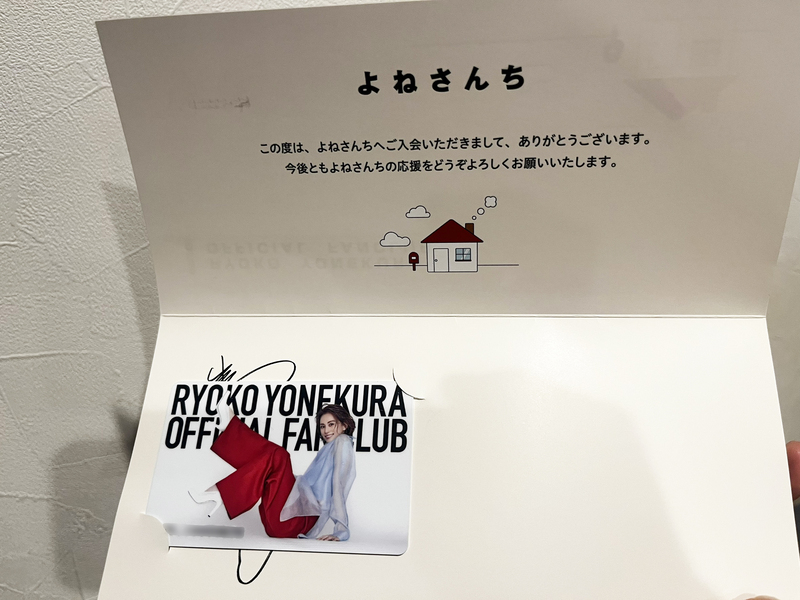 よねさんち
この度は、よねさんちへご入会いただきまして、ありがとうございます。
今後ともよねさんちの応援をどうぞよろしくお願いいたします。
RYOKO YONEKURA
OFFICIAL FAN CLUB